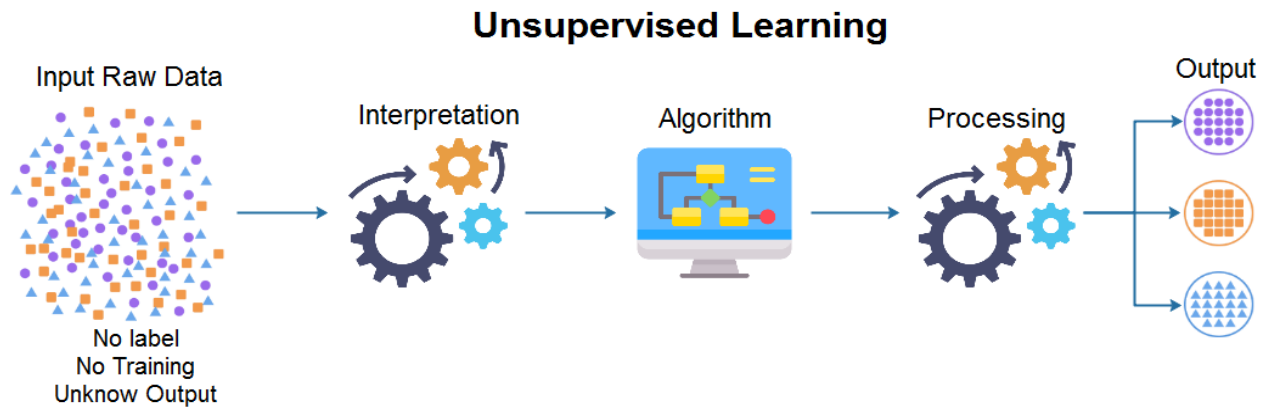 Unsupervised Learning
Input Raw Data
Interpretation
Algorithm
Processing
Output
No label
No Training
Unknow Output